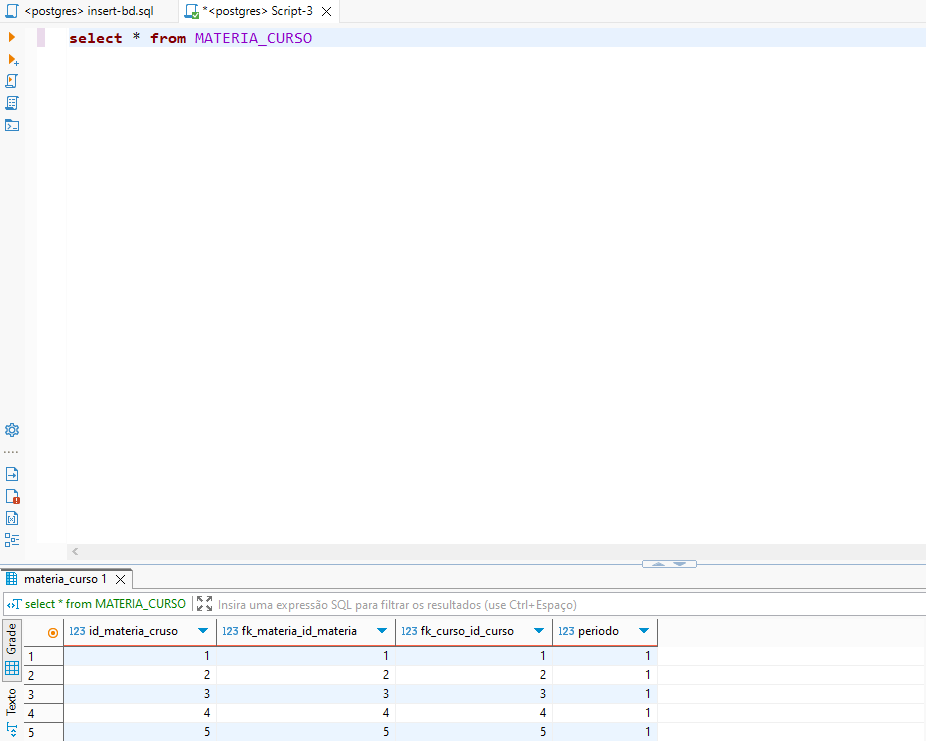 <postgres> insert-bd.sql *<postgres> Script-3
select * from MATERIA_CURSO
materia_curso 1
select * from MATERIA_CURSO Insira uma expressão SQL para filtrar os resultados (use Ctrl+Espaço)
Grade
Texto
123 id_materia_cruso 123 fk_materia_id_materia 123 fk_curso_id_curso 123 periodo
1 1 1 1 1
2 2 2 2 1
3 3 3 3 1
4 4 4 4 1
5 5 5 5 1